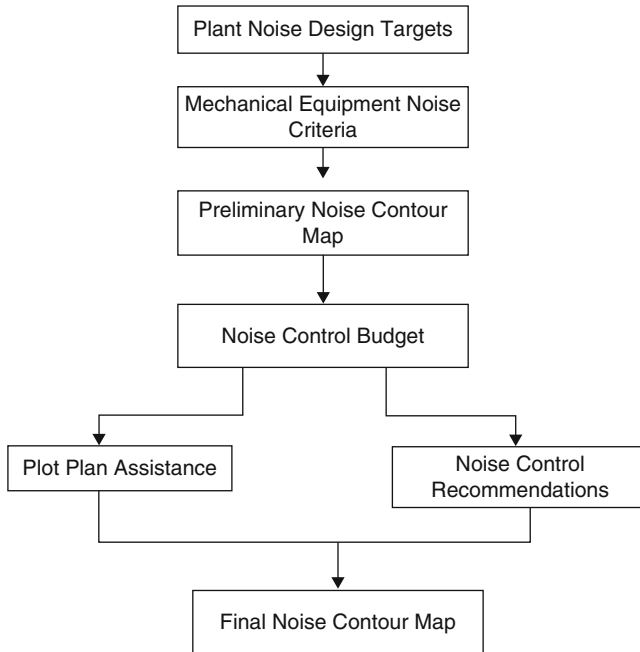 Plant Noise Design Targets
Mechanical Equipment Noise
Criteria
Preliminary Noise Contour
Map
Noise Control Budget
Plot Plan Assistance
Noise Control
Recommendations
Final Noise Contour Map